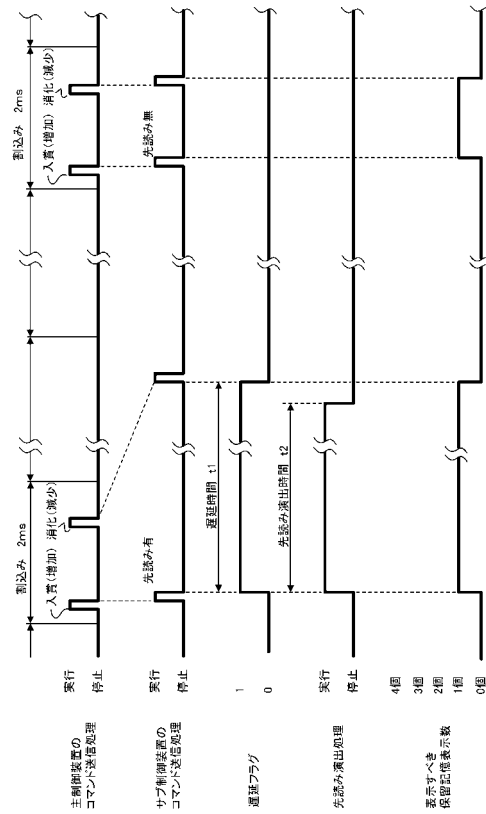 割込み 2ms
割込み 2ms
入賞(増加) 消化(減少)
入賞(増加) 消化(減少)
主制御装置の
コマンド送信処理
実行
停止
先読み有
先読み無
サブ制御装置の
コマンド送信処理
実行
停止
遅延時間 t1
遅延フラグ
1
0
先読み演出時間 t2
先読み演出処理
実行
停止
表示すべき
保留記憶表示数
4個
3個
2個
1個
0個